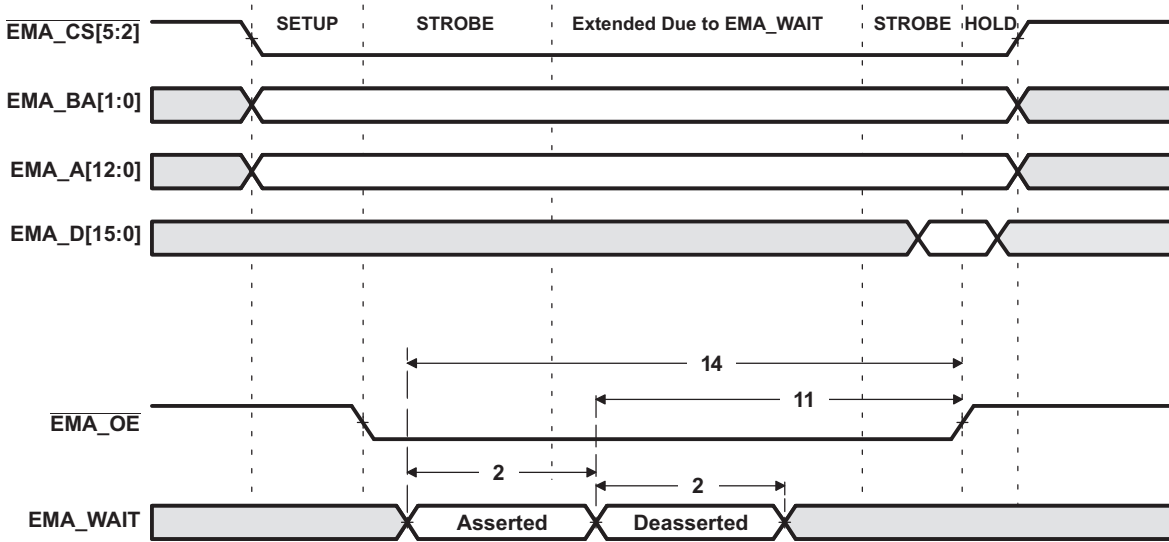 EMA_CS[5:2] SETUP STROBE Extended Due to EMA_WAIT STROBE HOLD
EMA_BA[1:0]
EMA_A[12:0]
EMA_D[15:0]
14
11
EMA_OE
2
2
EMA_WAIT Asserted Deasserted